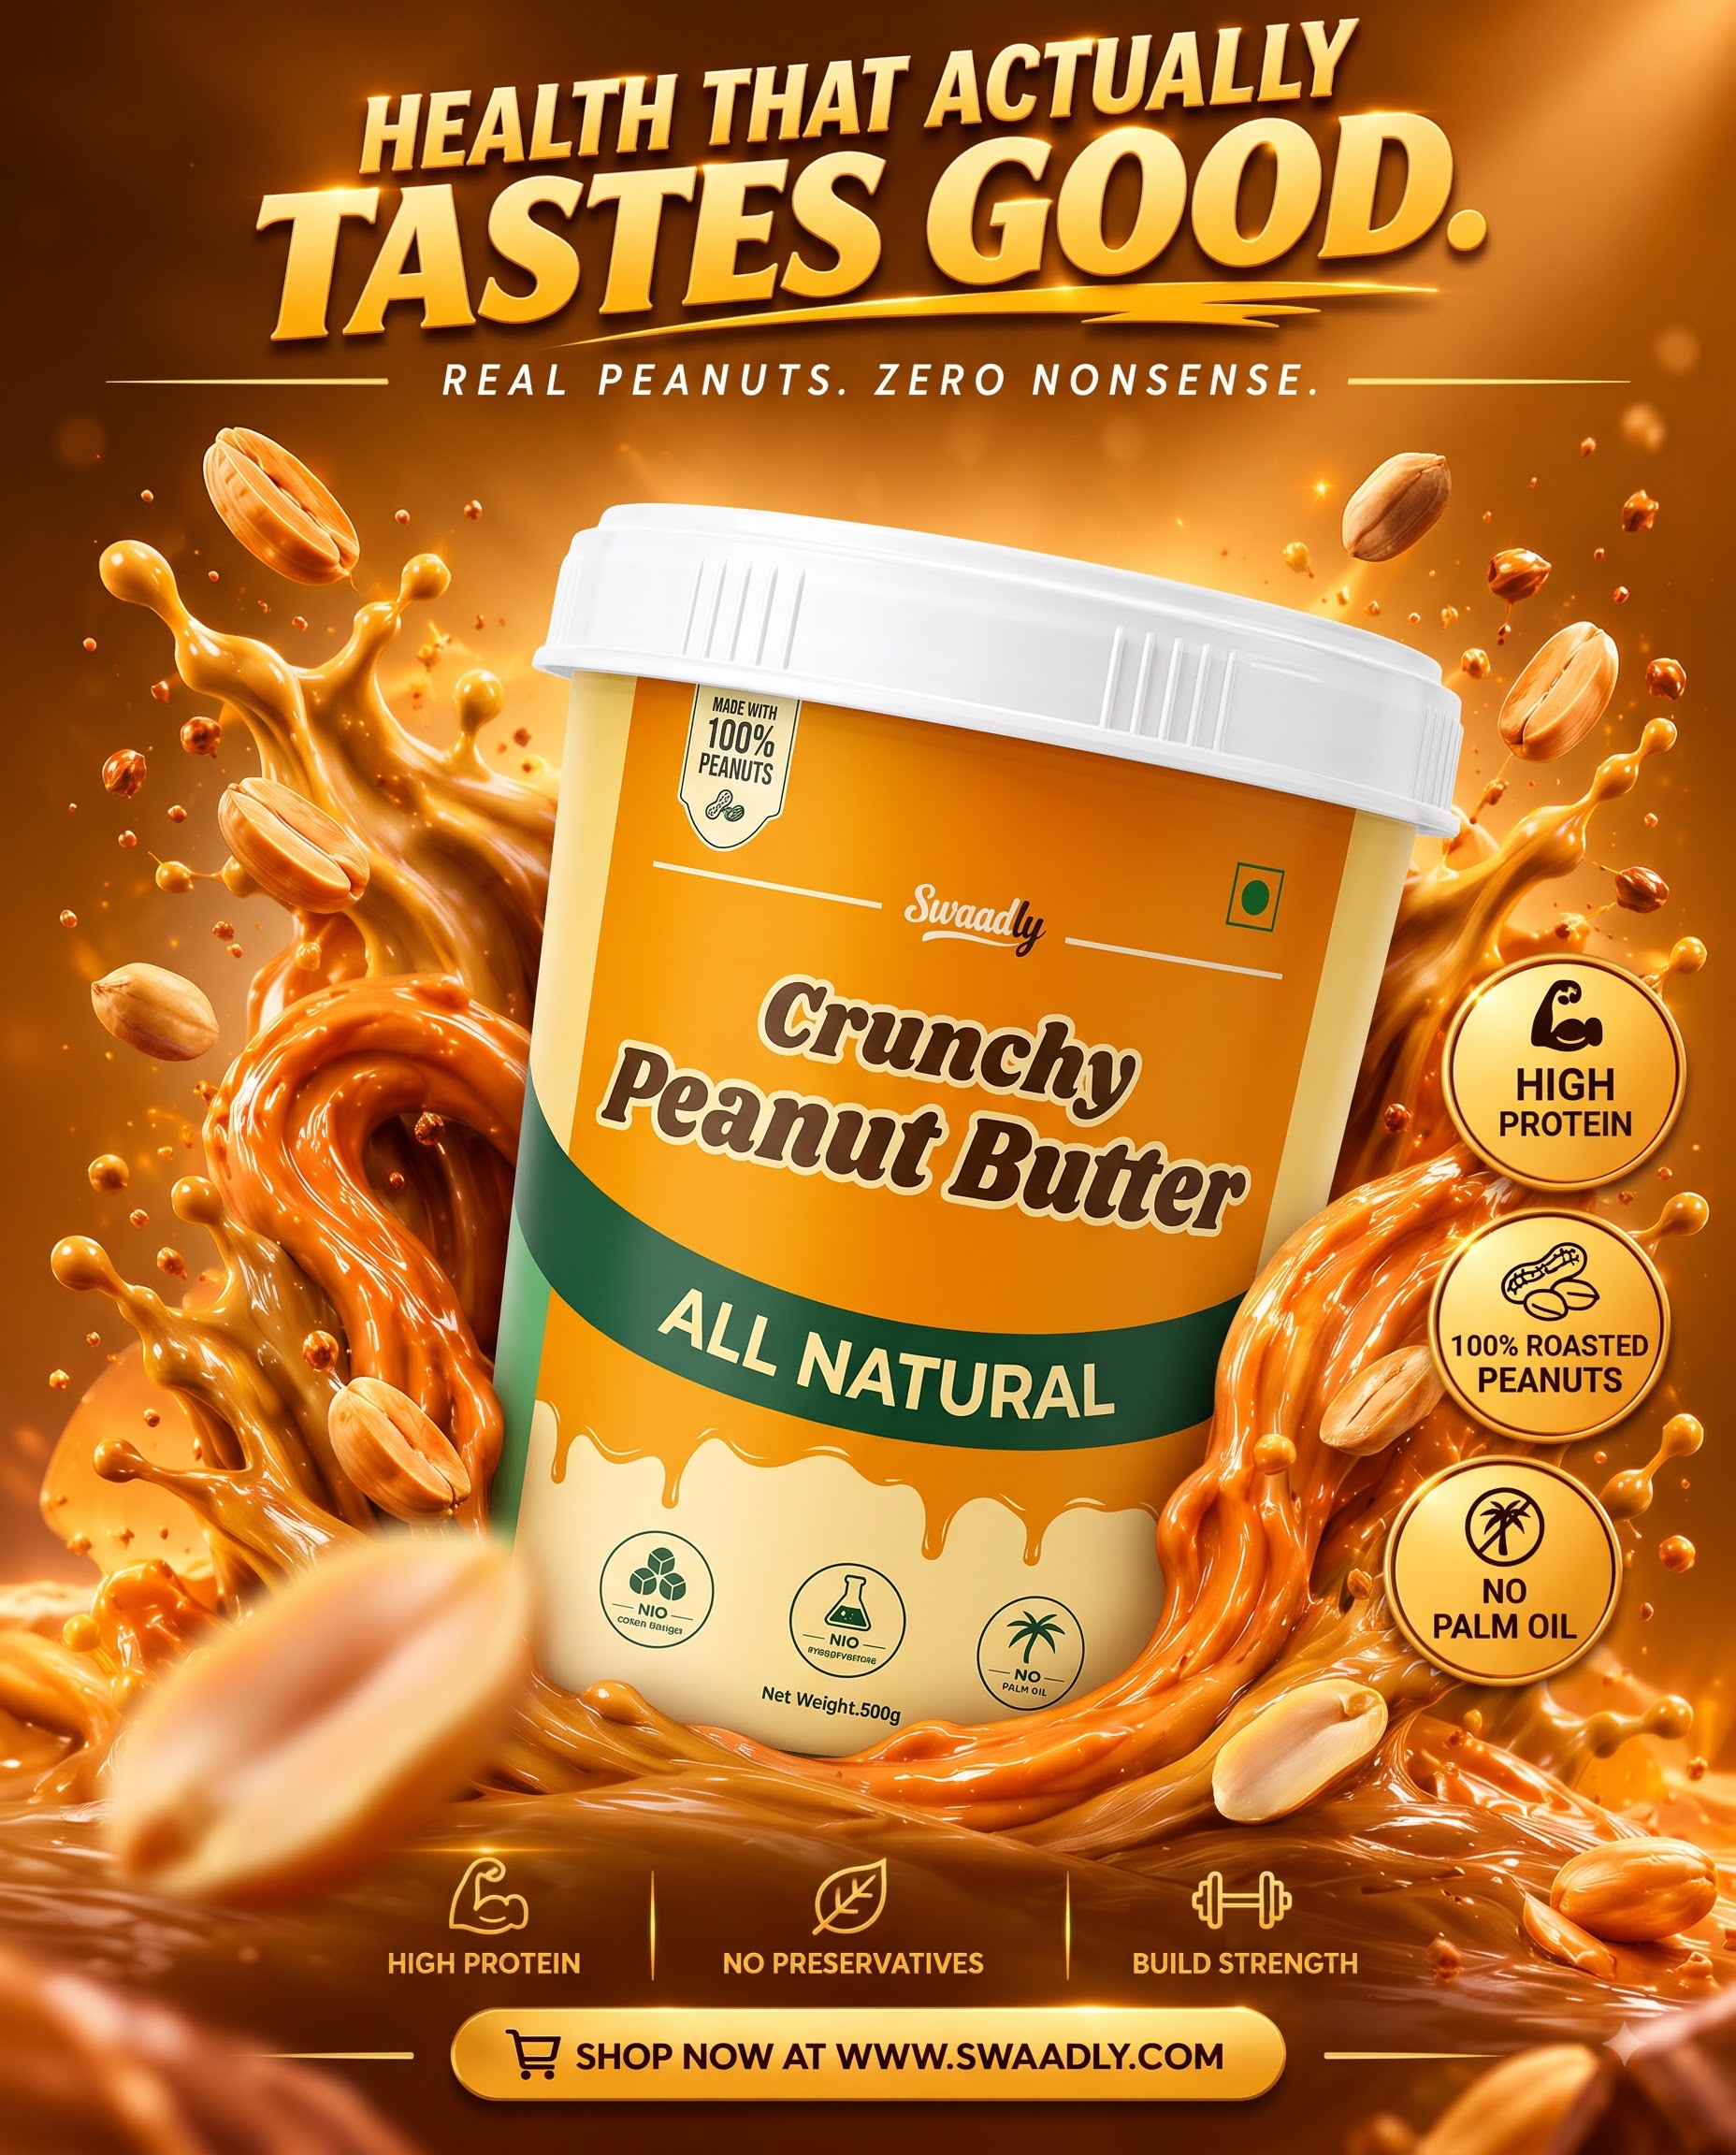 HEALTH THAT ACTUALLY
TASTES GOOD.
REAL PEANUTS. ZERO NONSENSE.
MADE WITH
100%
PEANUTS
Swaadly
Crunchy
Peanut Butter
ALL NATURAL
NIO
NIO
NO
PALM OIL
Net Weight.500g
HIGH
PROTEIN
100% ROASTED
PEANUTS
NO
PALM OIL
HIGH PROTEIN
NO PRESERVATIVES
BUILD STRENGTH
SHOP NOW AT WWW.SWAADLY.COM